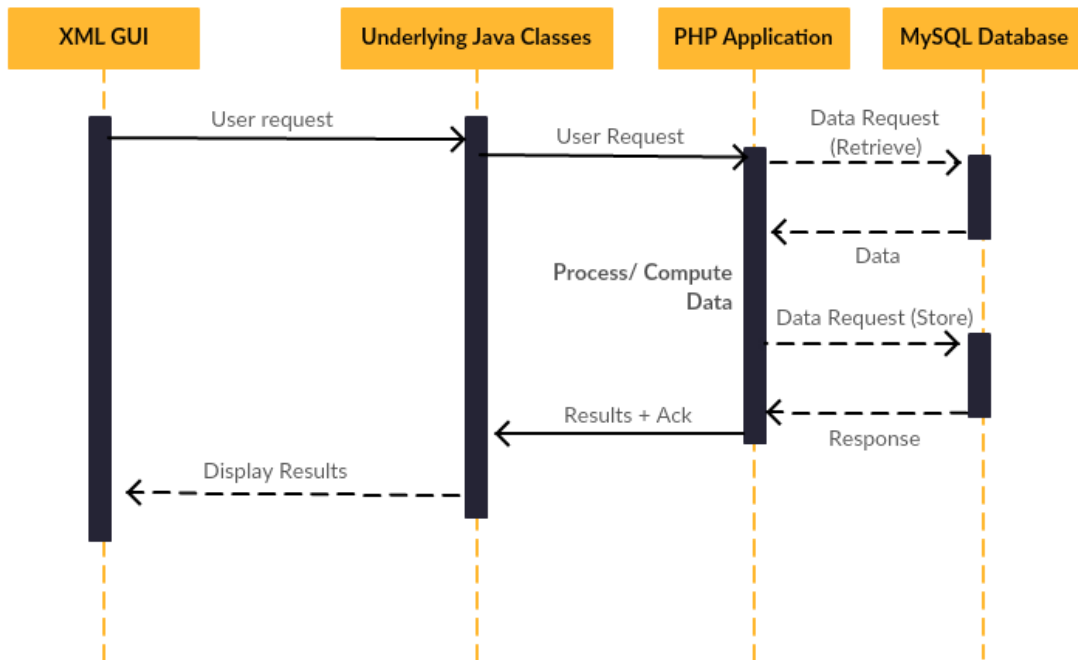 XML GUI
Underlying Java Classes
PHP Application
MySQL Database
User request
User Request
Data Request
(Retrieve)
Data
Process/ Compute
Data
Data Request (Store)
Results + Ack
Response
Display Results